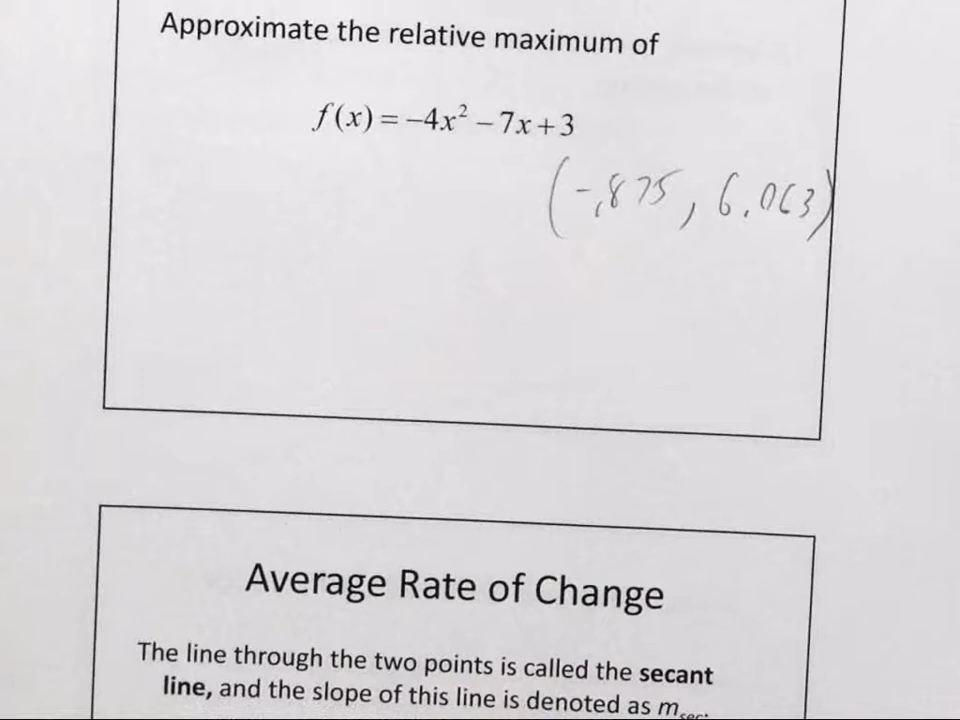 Approximate the relative maximum of
f(x) = −4x² − 7x + 3
(-.875, 6.063)
Average Rate of Change
The line through the two points is called the secant
line, and the slope of this line is denoted as m_sec.